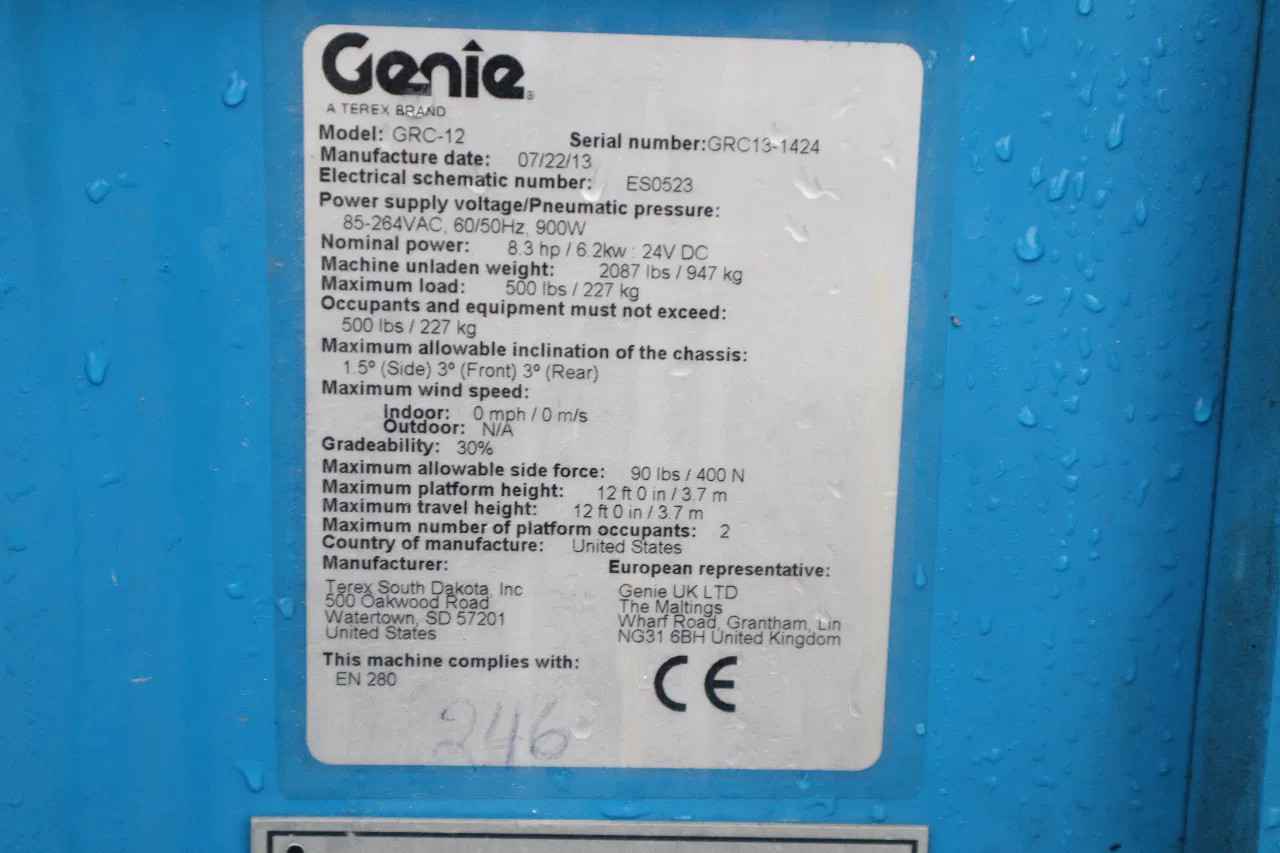 Genie®
A TEREX BRAND
Model: GRC-12 Serial number:GRC13-1424
Manufacture date: 07/22/13
Electrical schematic number: ES0523
Power supply voltage/Pneumatic pressure:
85-264VAC, 60/50Hz, 900W
Nominal power: 8.3 hp / 6.2kw : 24V DC
Machine unladen weight: 2087 lbs / 947 kg
Maximum load: 500 lbs / 227 kg
Occupants and equipment must not exceed:
500 lbs / 227 kg
Maximum allowable inclination of the chassis:
1.5º (Side) 3º (Front) 3º (Rear)
Maximum wind speed:
Indoor: 0 mph / 0 m/s
Outdoor: N/A
Gradeability: 30%
Maximum allowable side force: 90 lbs / 400 N
Maximum platform height: 12 ft 0 in / 3.7 m
Maximum travel height: 12 ft 0 in / 3.7 m
Maximum number of platform occupants: 2
Country of manufacture: United States
Manufacturer: European representative:
Terex South Dakota, Inc Genie UK LTD
500 Oakwood Road The Maltings
Watertown, SD 57201 Wharf Road, Grantham, Lin
United States NG31 6BH United Kingdom
This machine complies with:
EN 280
CE
246